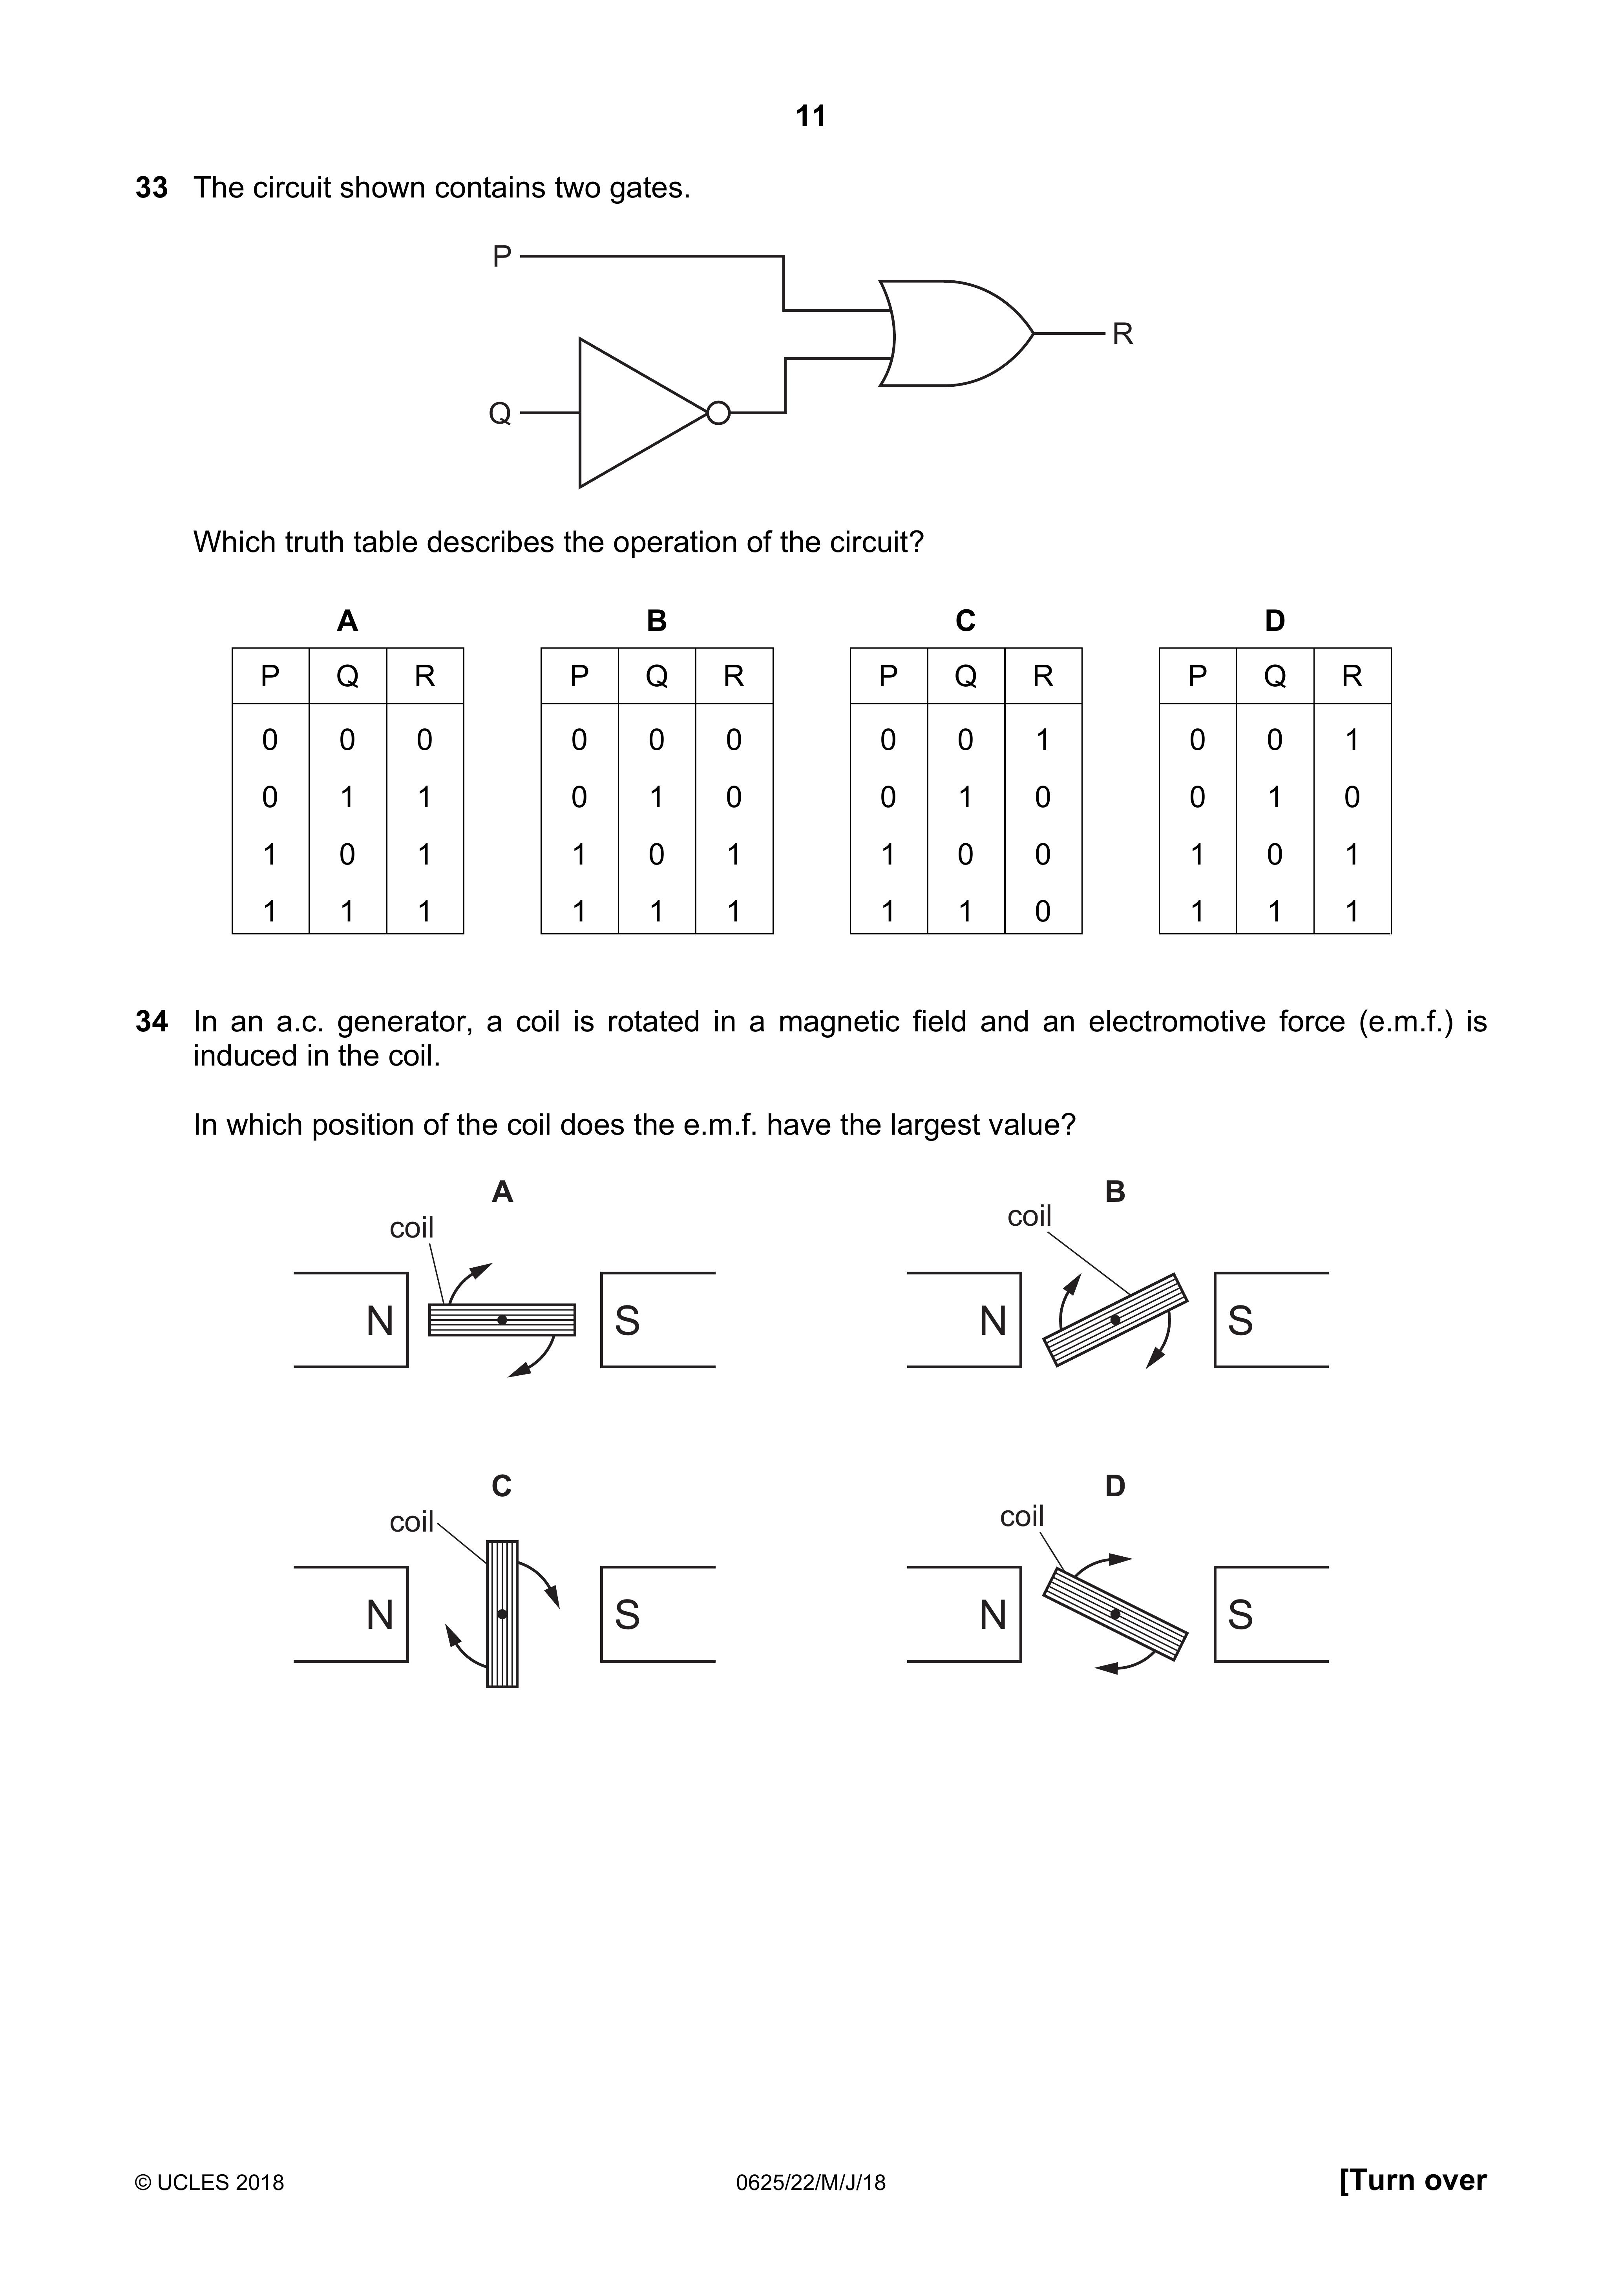 11
33 The circuit shown contains two gates.
P
R
Q
Which truth table describes the operation of the circuit?
A B C D
P Q R P Q R P Q R P Q R
0 0 0 0 0 0 0 0 1 0 0 1
0 1 1 0 1 0 0 1 0 0 1 0
1 0 1 1 0 1 1 0 0 1 0 1
1 1 1 1 1 1 1 1 0 1 1 1
34 In an a.c. generator, a coil is rotated in a magnetic field and an electromotive force (e.m.f.) is
induced in the coil.
In which position of the coil does the e.m.f. have the largest value?
A B
coil coil
N S N S
C D
coil coil
N S N S
© UCLES 2018 0625/22/M/J/18 [Turn over